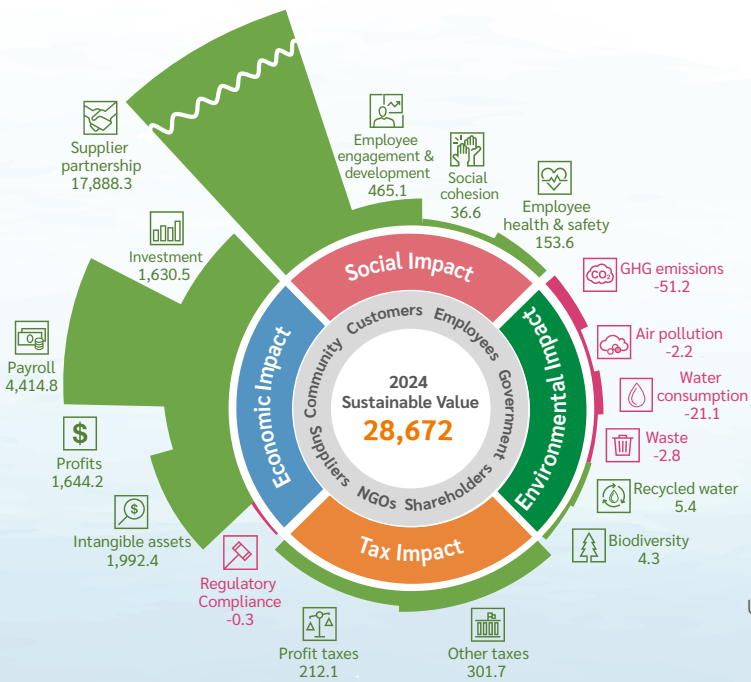 Supplier
partnership
17,888.3
Employee
engagement &
development
465.1
Social
cohesion
36.6
Employee
health & safety
153.6
Investment
1,630.5
Payroll
4,414.8
$
Profits
1,644.2
$
Intangible assets
1,992.4
Regulatory
Compliance
-0.3
Profit taxes
212.1
Other taxes
301.7
CO₂
GHG emissions
-51.2
Air pollution
-2.2
Water
consumption
-21.1
Waste
-2.8
Recycled water
5.4
Biodiversity
4.3
Social Impact
Environmental Impact
Tax Impact
Economic Impact
Community Customers Employees Government
Suppliers NGOs Shareholders
2024
Sustainable Value
28,672